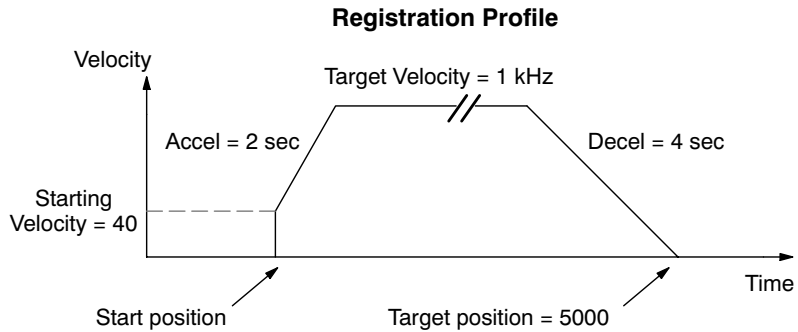 Registration Profile
Velocity
Target Velocity = 1 kHz
Accel = 2 sec
Decel = 4 sec
Starting
Velocity = 40
Time
Start position
Target position = 5000